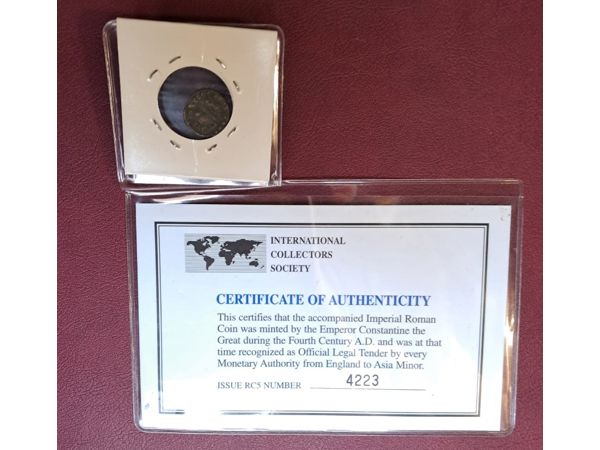 INTERNATIONAL
COLLECTORS
SOCIETY
CERTIFICATE OF AUTHENTICITY
This certifies that the accompanied Imperial Roman
Coin was minted by the Emperor Constantine the
Great during the Fourth Century A.D. and was at that
time recognized as Official Legal Tender by every
Monetary Authority from England to Asia Minor.
ISSUE RC5 NUMBER 4223